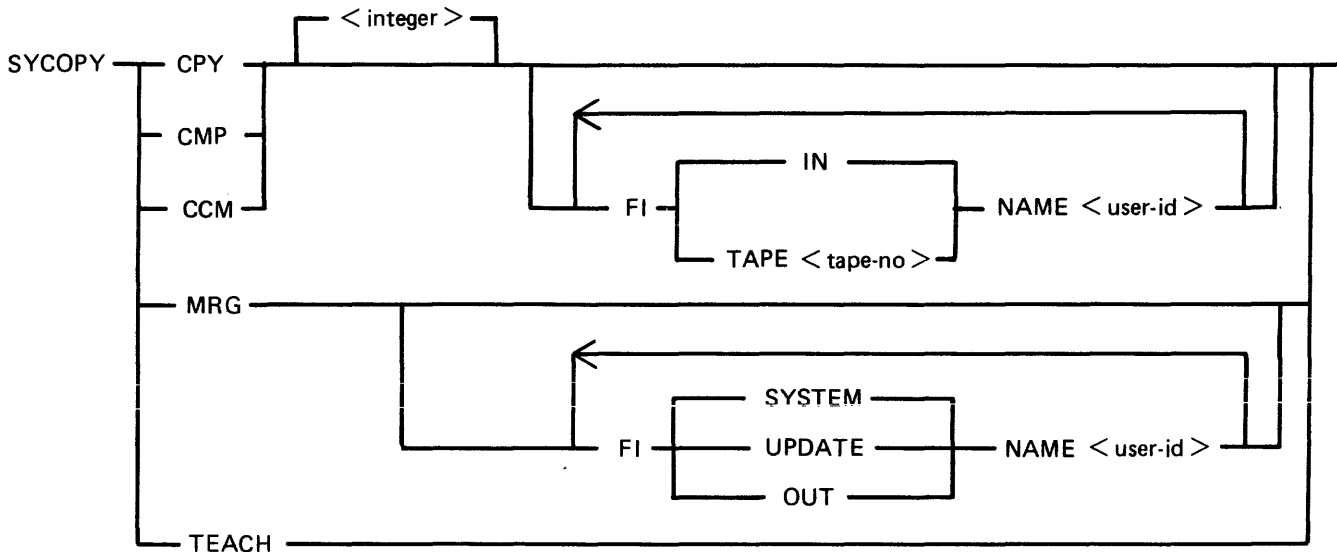 < integer >
SYCOPY CPY
CMP
CCM
IN
FI NAME < user-id >
TAPE < tape-no >
MRG
SYSTEM
FI UPDATE NAME < user-id >
OUT
TEACH